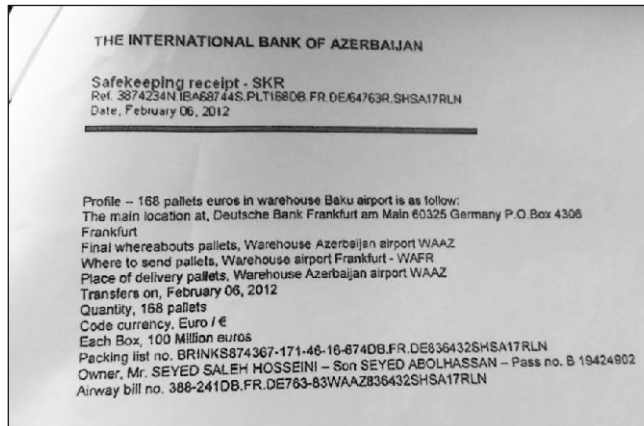 THE INTERNATIONAL BANK OF AZERBAIJAN
Safekeeping receipt - SKR
Ref. 3874234N.IBA68744S.PLT168DB.FR.DE/64763R.SHSA17RLN
Date, February 06, 2012
Profile – 168 pallets euros in warehouse Baku airport is as follow:
The main location at, Deutsche Bank Frankfurt am Main 60325 Germany P.O.Box 4306
Frankfurt
Final whereabouts pallets, Warehouse Azerbaijan airport WAAZ
Where to send pallets, Warehouse airport Frankfurt - WAFR
Place of delivery pallets, Warehouse Azerbaijan airport WAAZ
Transfers on, February 06, 2012
Quantity, 168 pallets
Code currency, Euro / €
Each Box, 100 Million euros
Packing list no. BRINKS874367-171-46-16-674DB.FR.DE836432SHSA17RLN
Owner, Mr. SEYED SALEH HOSSEINI – Son SEYED ABOLHASSAN – Pass no. B 19424902
Airway bill no. 388-241DB.FR.DE763-83WAAZ836432SHSA17RLN